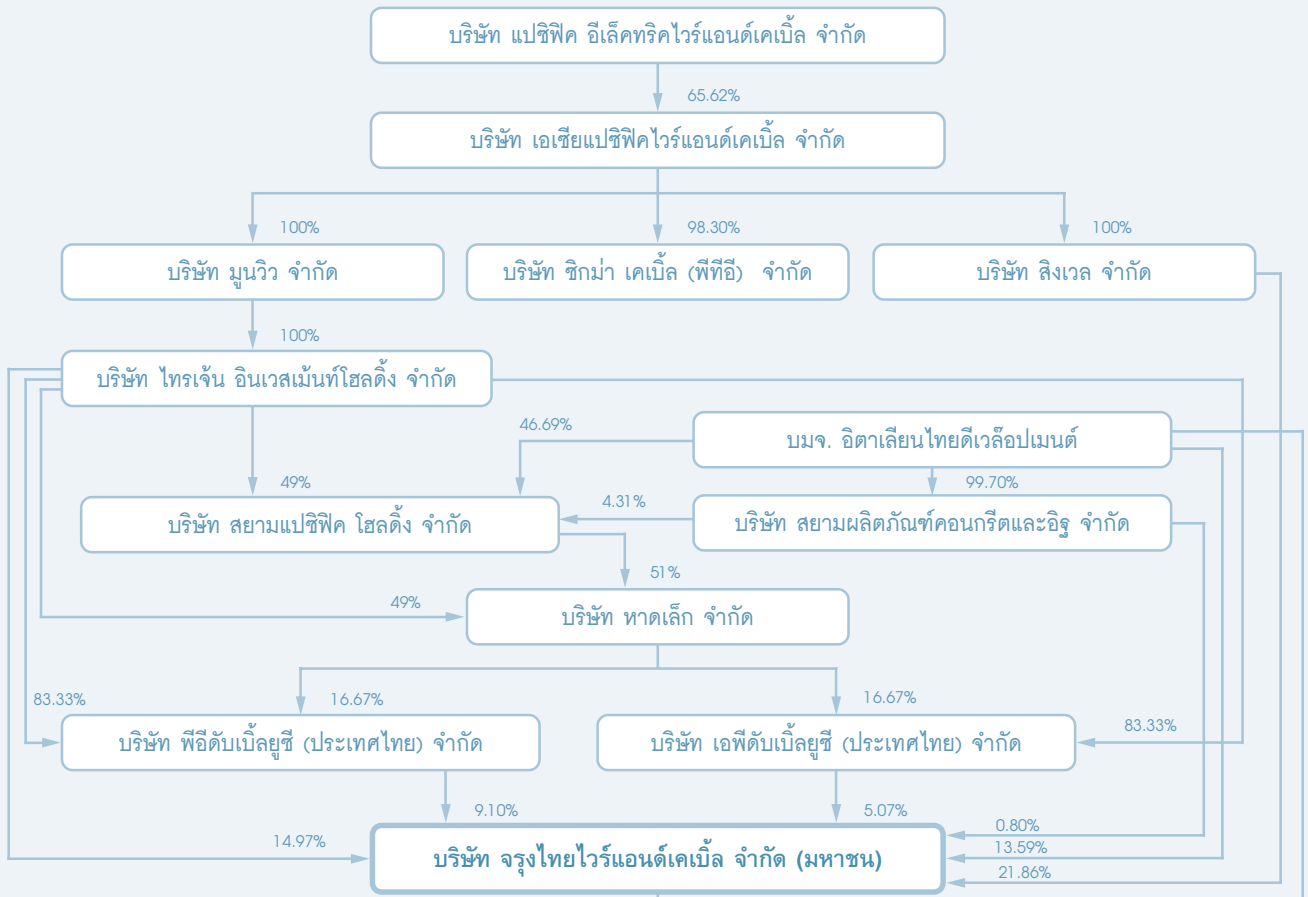 บริษัท แปซิฟิค อีเล็คทริคไวร์แอนด์เคเบิ้ล จำกัด
65.62%
บริษัท เอเซียแปซิฟิคไวร์แอนด์เคเบิ้ล จำกัด
100%
98.30%
100%
บริษัท มูนวิว จำกัด
บริษัท ซิกม่า เคเบิ้ล (พีทีอี) จำกัด
บริษัท สิงเวล จำกัด
100%
บริษัท ไทรเจ้น อินเวสเม้นท์โฮลดิ้ง จำกัด
46.69%
บมจ. อิตาเลียนไทยดีเวล๊อปเมนต์
49%
99.70%
4.31%
บริษัท สยามแปซิฟิค โฮลดิ้ง จำกัด
บริษัท สยามผลิตภัณฑ์คอนกรีตและอิฐ จำกัด
51%
49%
บริษัท หาดเล็ก จำกัด
83.33%
16.67%
16.67%
83.33%
บริษัท พีอีดับเบิ้ลยูซี (ประเทศไทย) จำกัด
บริษัท เอพีดับเบิ้ลยูซี (ประเทศไทย) จำกัด
9.10%
5.07%
0.80%
14.97%
13.59%
บริษัท จรุงไทยไวร์แอนด์เคเบิ้ล จำกัด (มหาชน)
21.86%